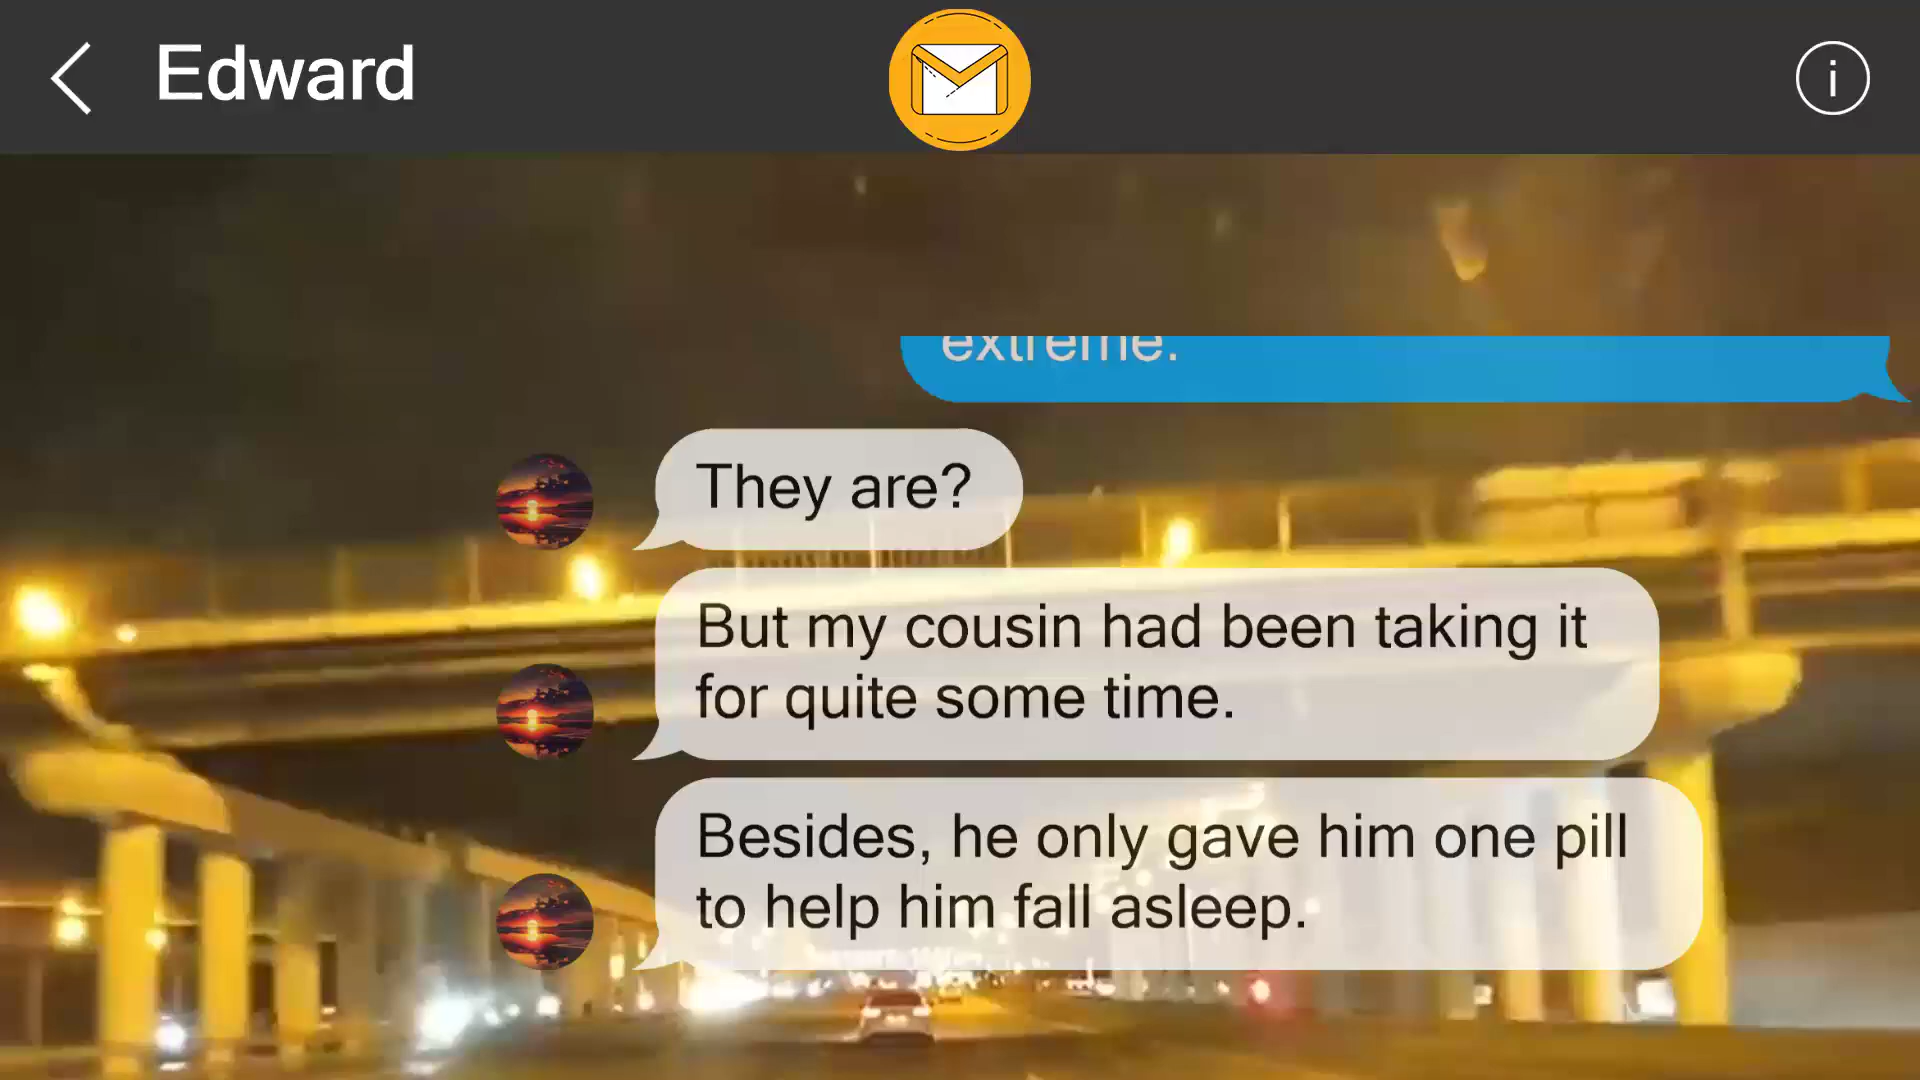 Edward
extreme.
They are?
But my cousin had been taking it
for quite some time.
Besides, he only gave him one pill
to help him fall asleep.